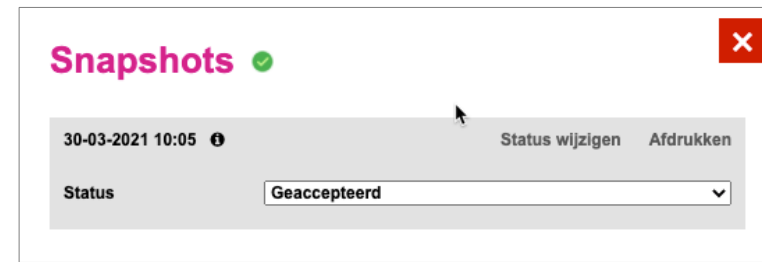 Snapshots
30-03-2021 10:05 Status wijzigen Afdrukken
Status Geaccepteerd